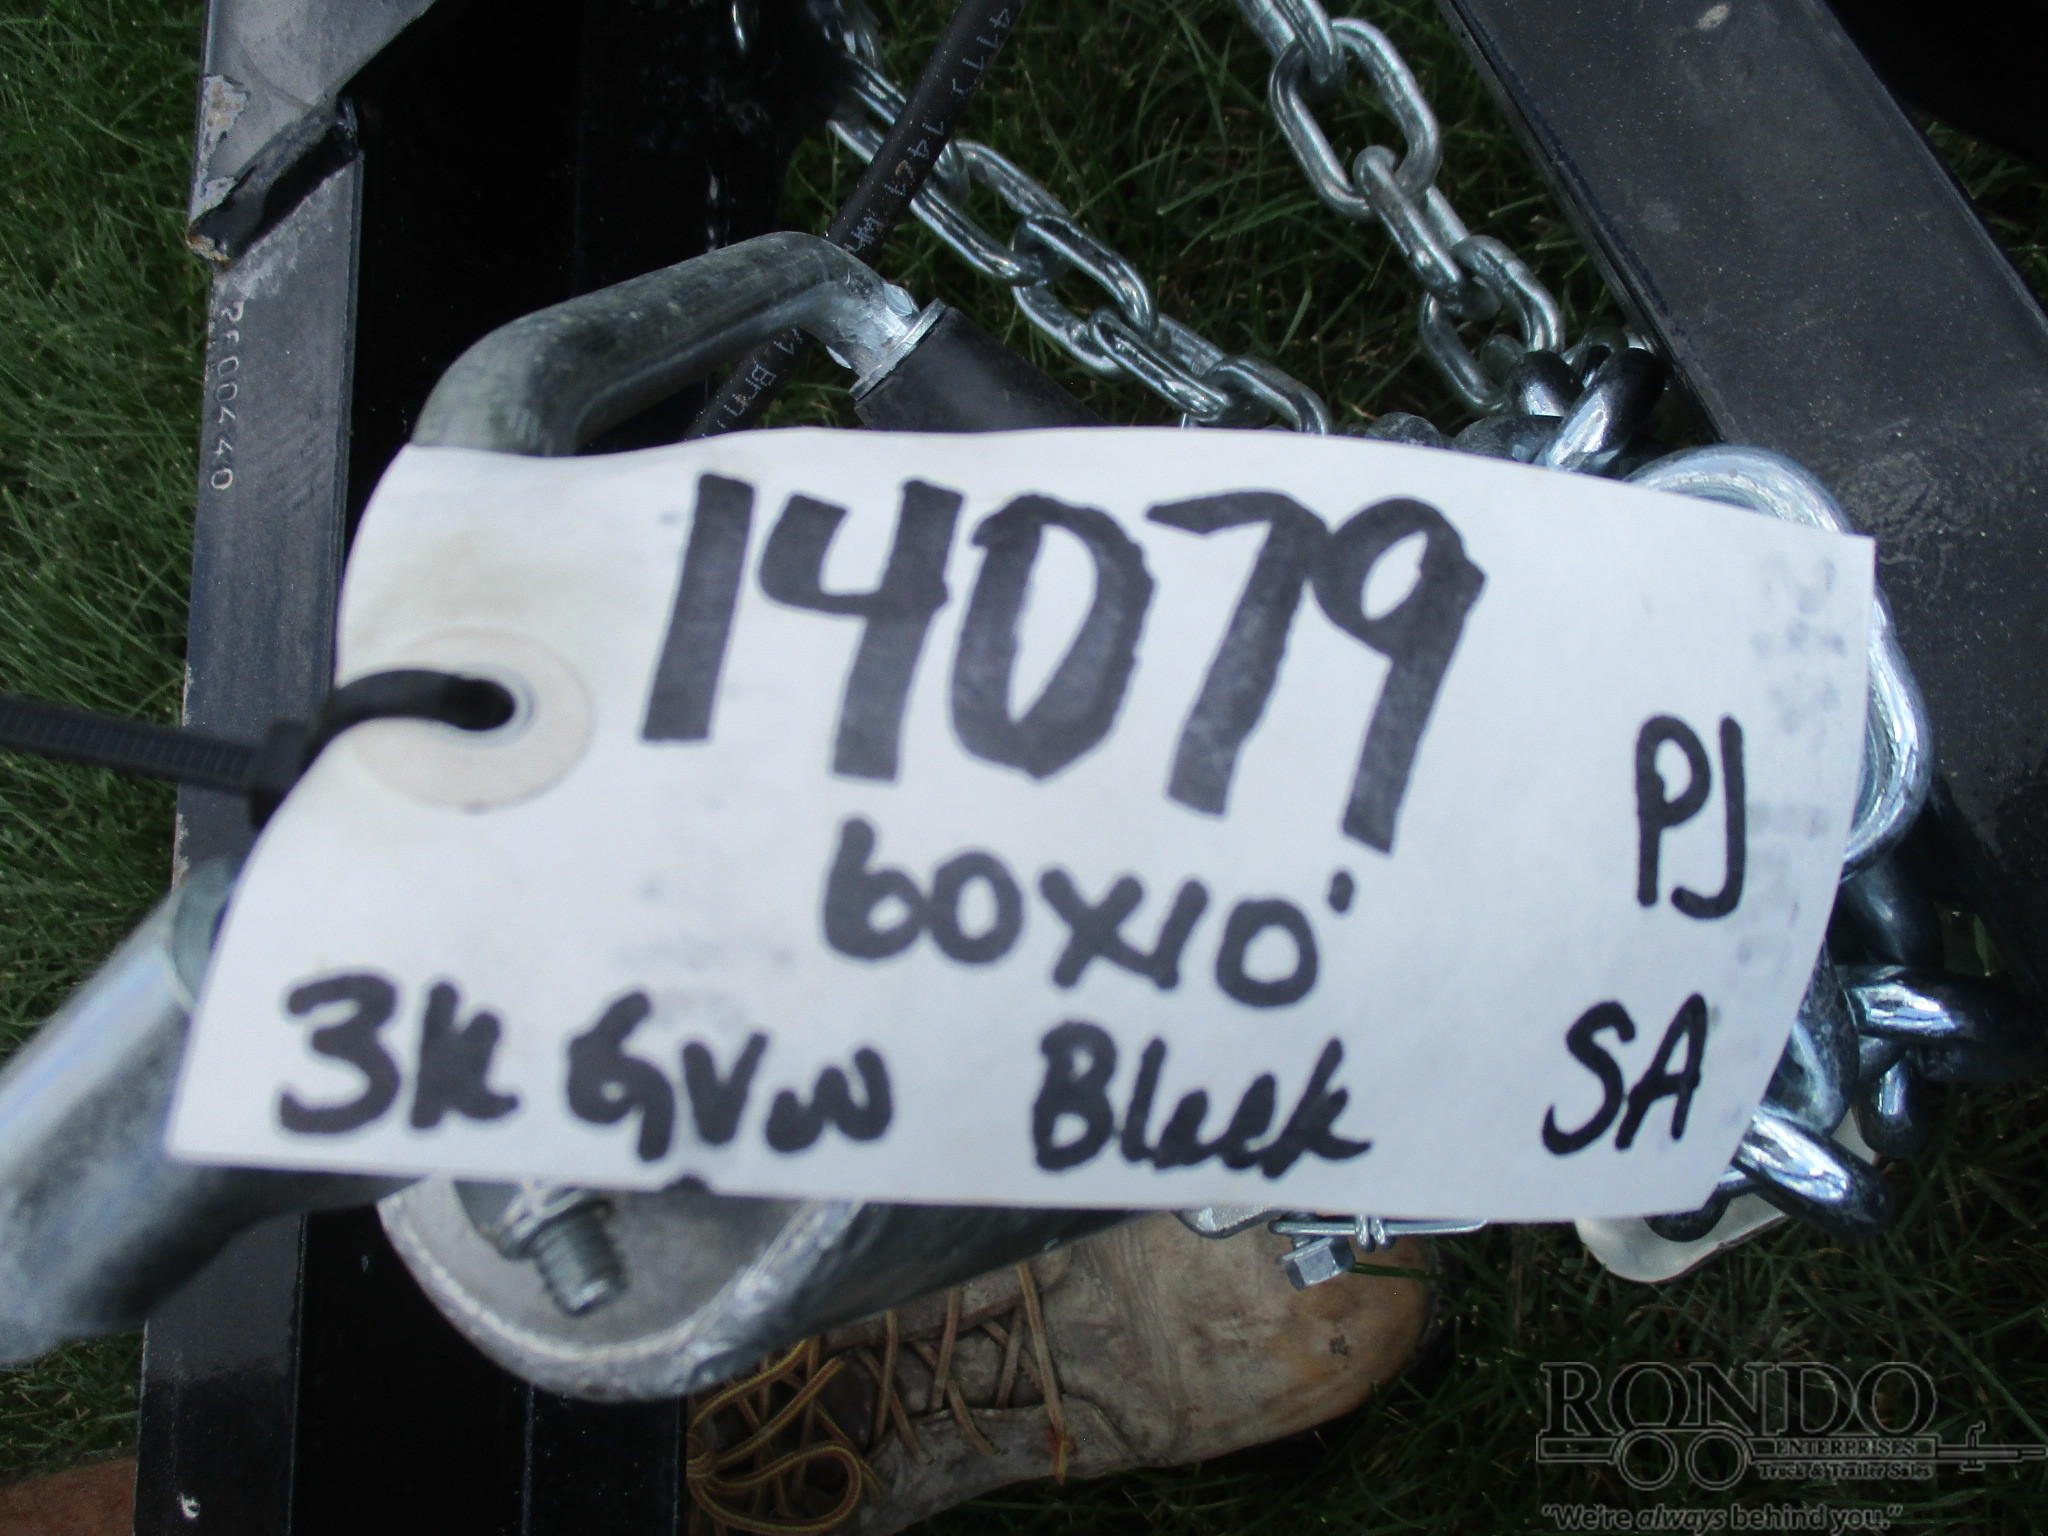 14079
60x10'
PJ
3k GVW Black SA
RONDO
ENTERPRISES
Truck & Trailer Sales
"We're always behind you."